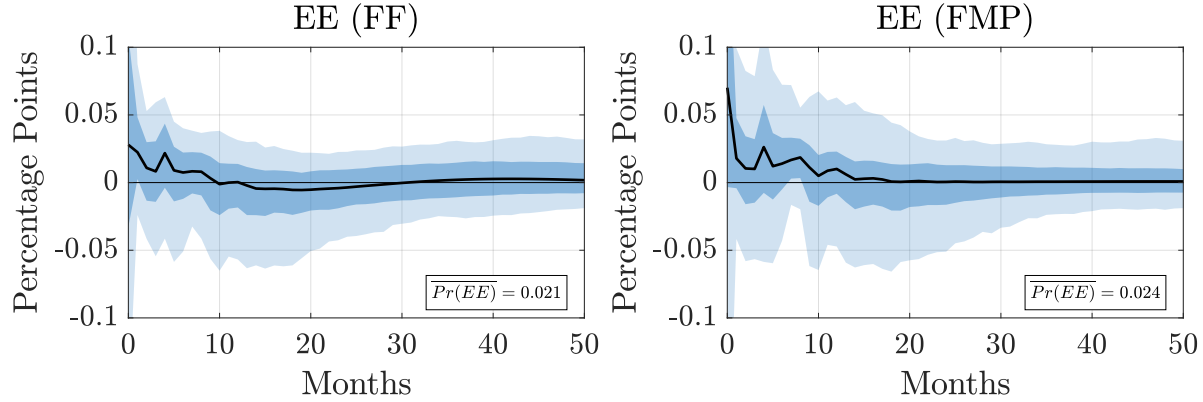 EE (FF)
Percentage Points
0.1
0.05
0
-0.05
-0.1
Pr(EE) = 0.021
0 10 20 30 40 50
Months
EE (FMP)
Percentage Points
0.1
0.05
0
-0.05
-0.1
Pr(EE) = 0.024
0 10 20 30 40 50
Months